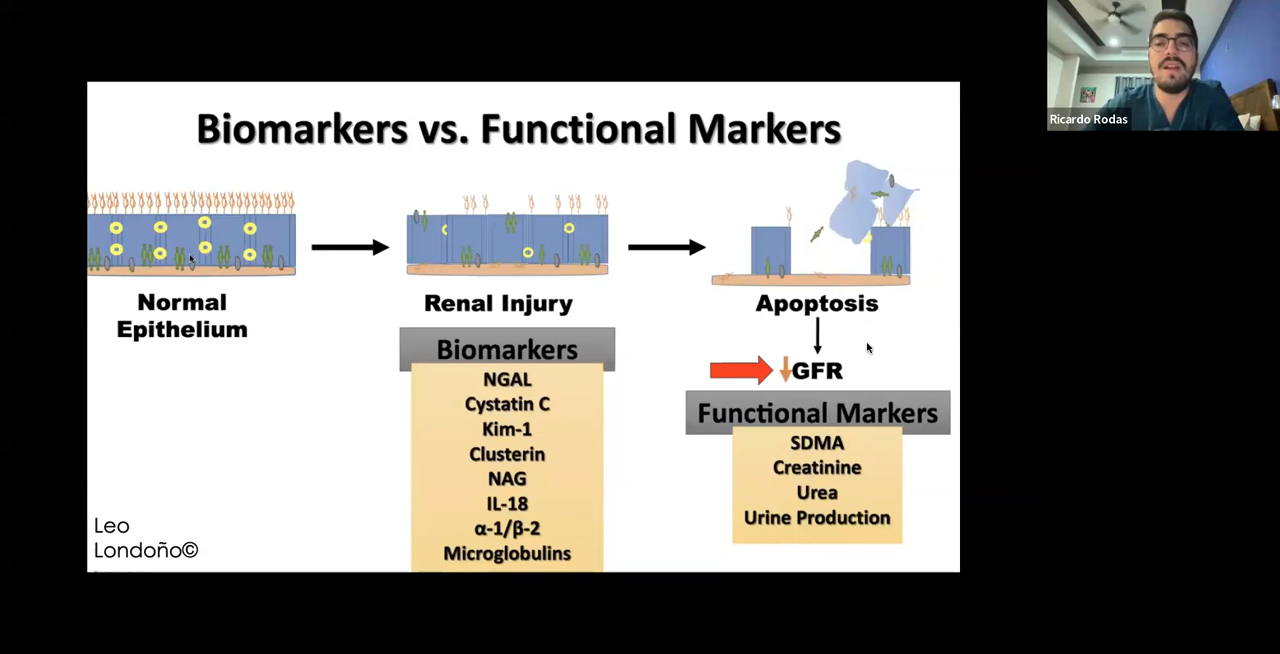 Biomarkers vs. Functional Markers
Normal
Epithelium
Renal Injury
Apoptosis
Biomarkers
NGAL
Cystatin C
Kim-1
Clusterin
NAG
IL-18
α-1/β-2
Microglobulins
GFR
Functional Markers
SDMA
Creatinine
Urea
Urine Production
Leo
Londoño©
Ricardo Rodas